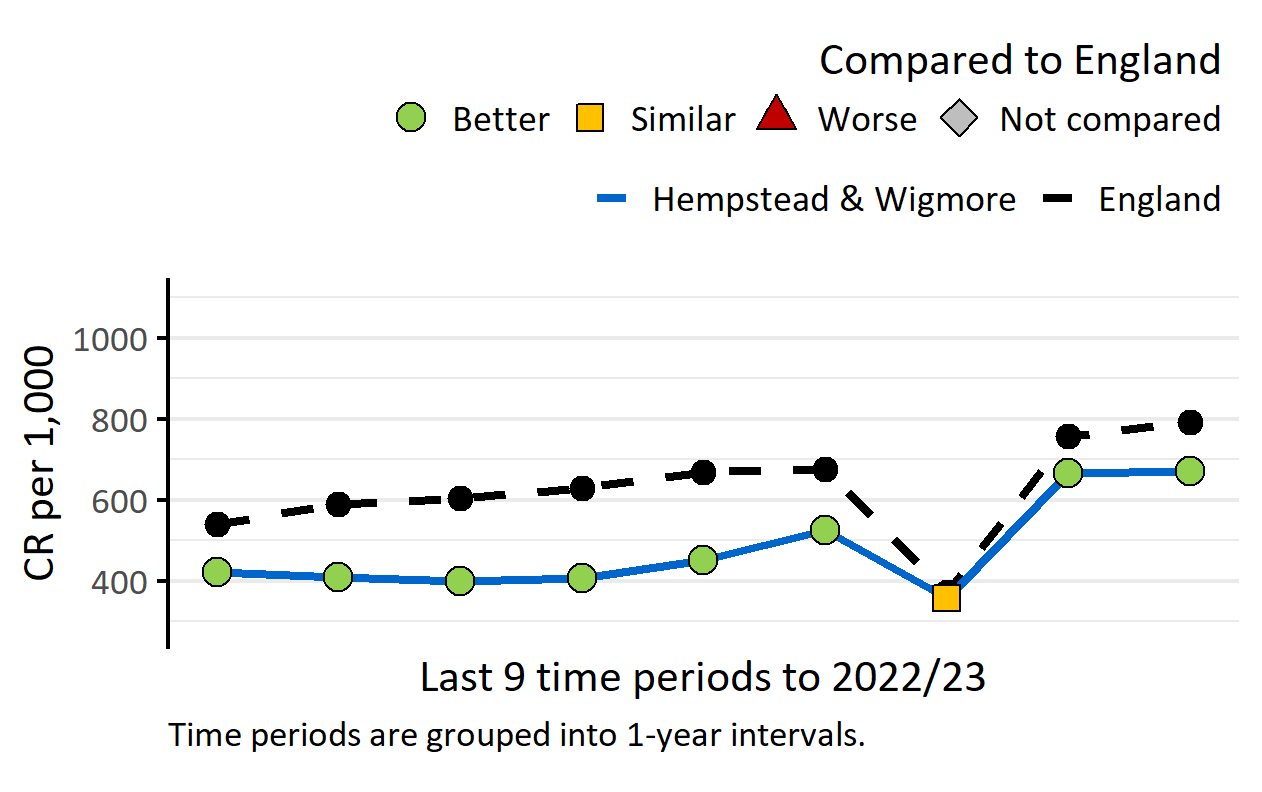 Compared to England
Better Similar Worse Not compared
Hempstead & Wigmore England
CR per 1,000
1000
800
600
400
Last 9 time periods to 2022/23
Time periods are grouped into 1-year intervals.